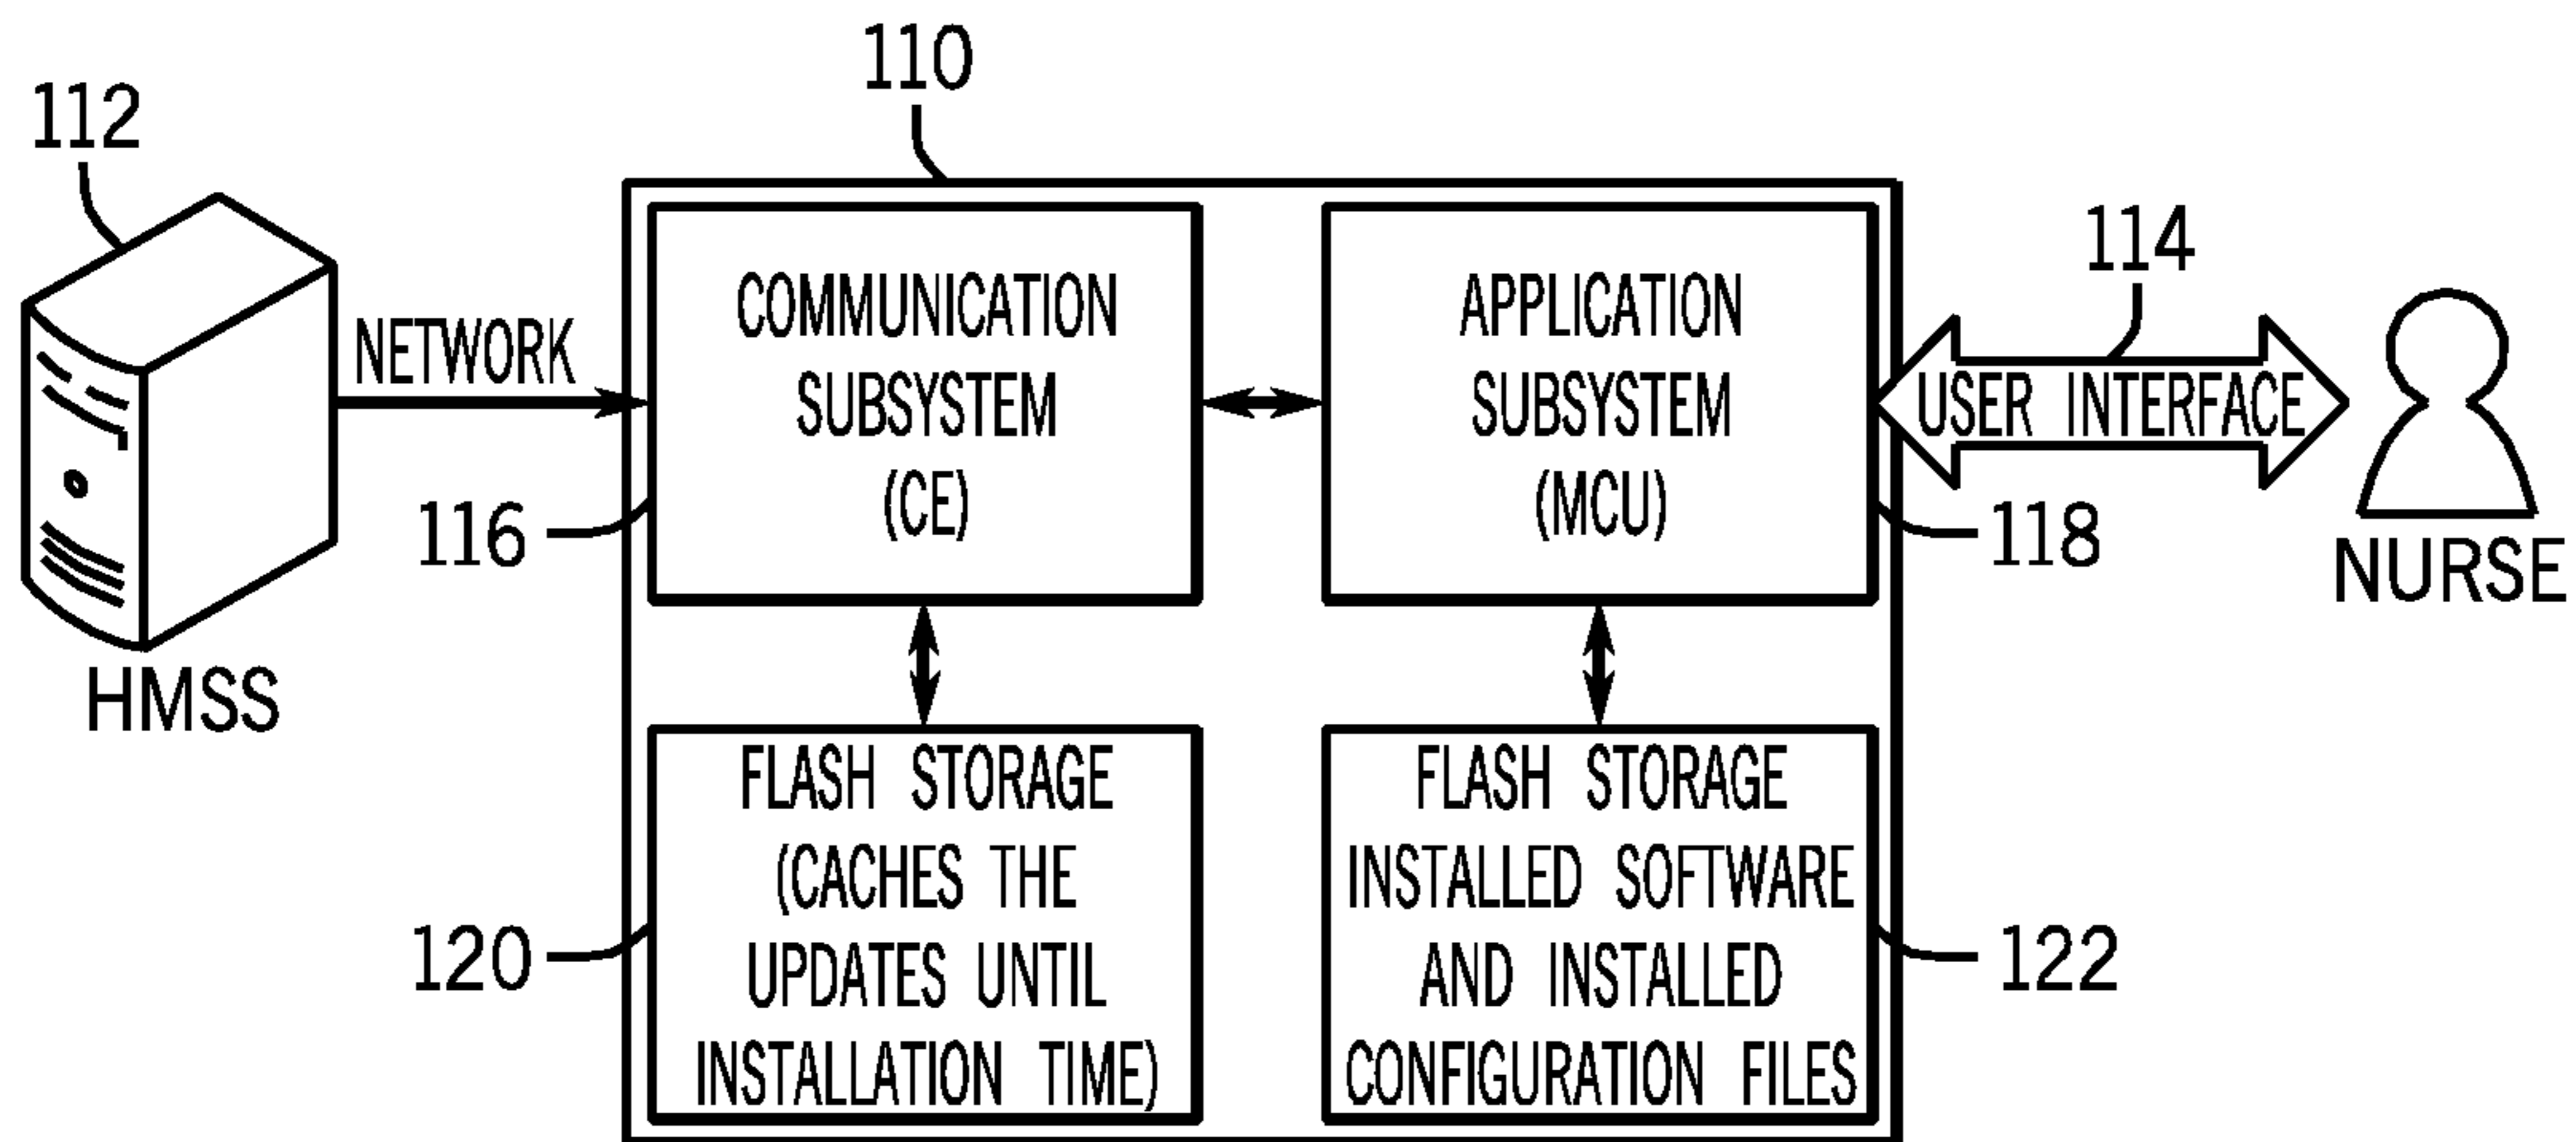 110
112
114
NETWORK
COMMUNICATION
SUBSYSTEM
(CE)
APPLICATION
SUBSYSTEM
(MCU)
USER INTERFACE
116
118
NURSE
HMSS
FLASH STORAGE
(CACHES THE
UPDATES UNTIL
INSTALLATION TIME)
FLASH STORAGE
INSTALLED SOFTWARE
AND INSTALLED
CONFIGURATION FILES
120
122